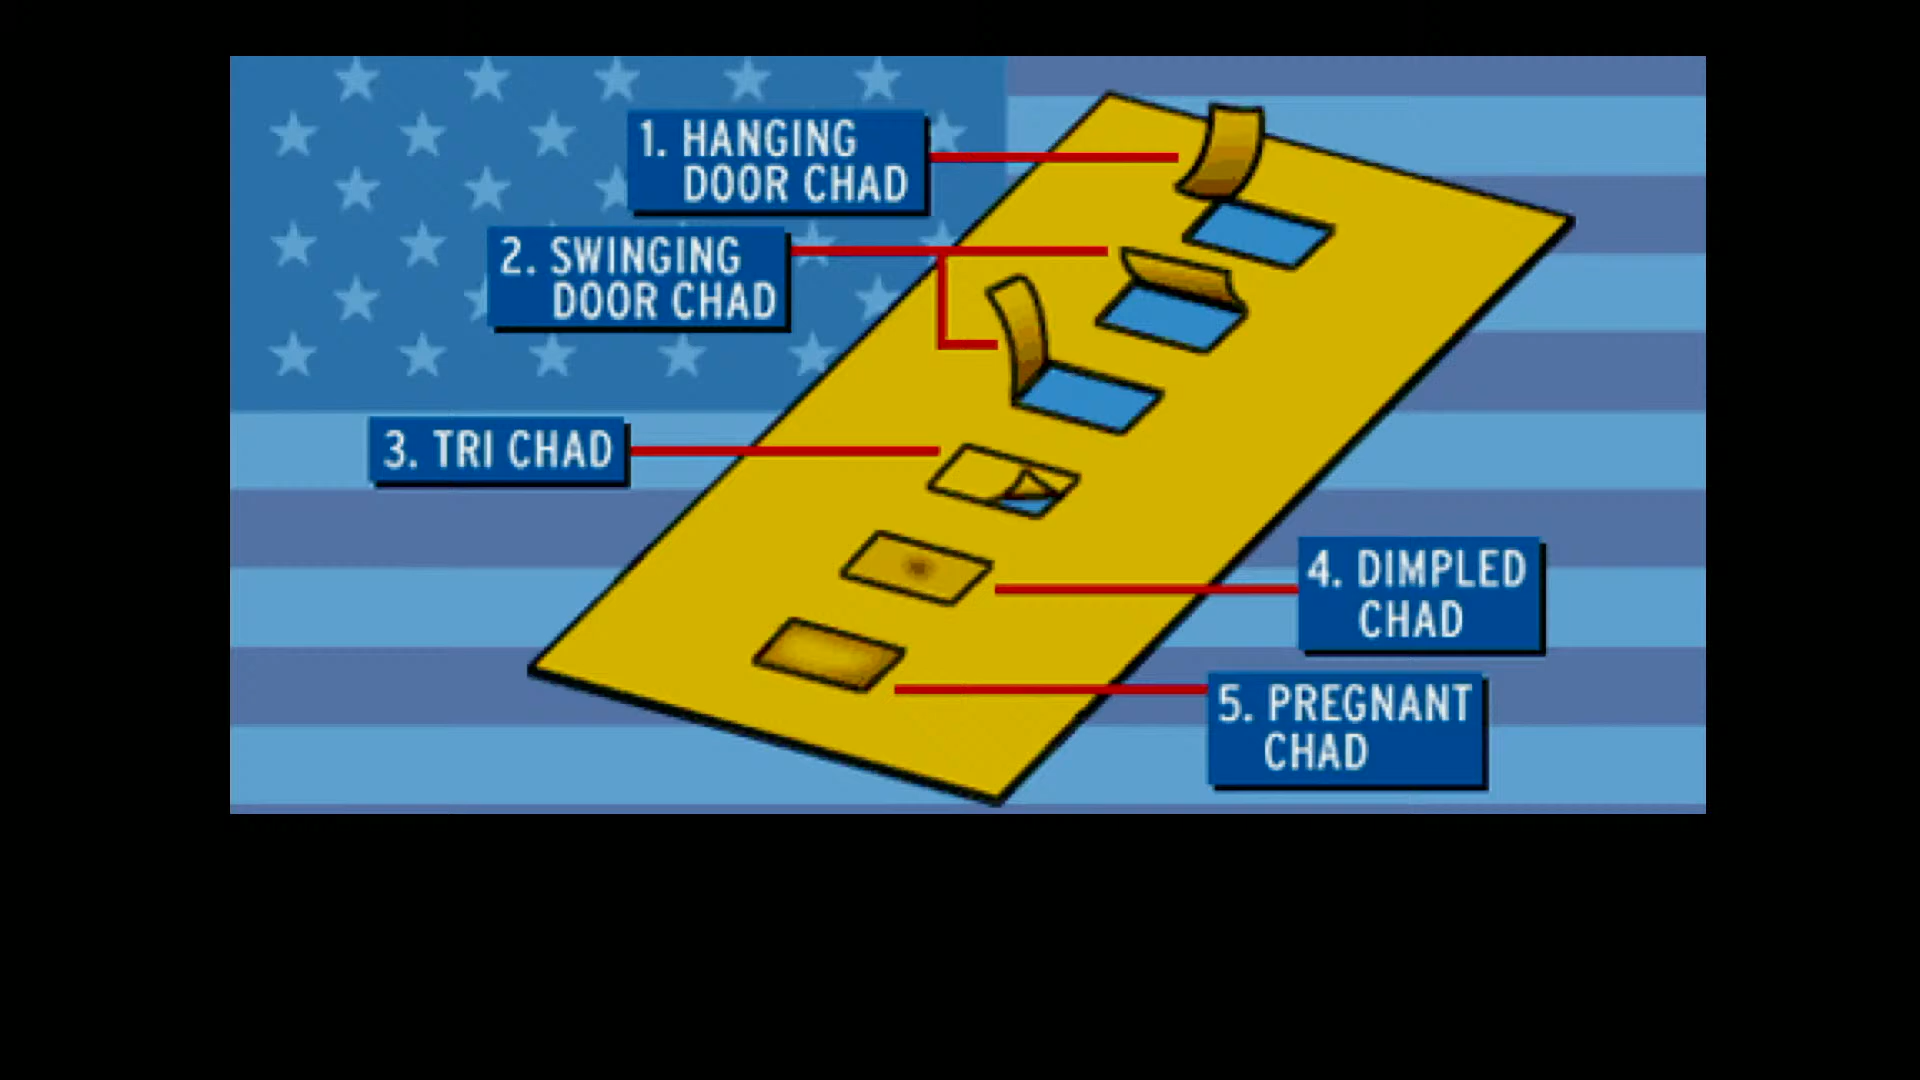 1. HANGING
DOOR CHAD
2. SWINGING
DOOR CHAD
3. TRI CHAD
4. DIMPLED
CHAD
5. PREGNANT
CHAD